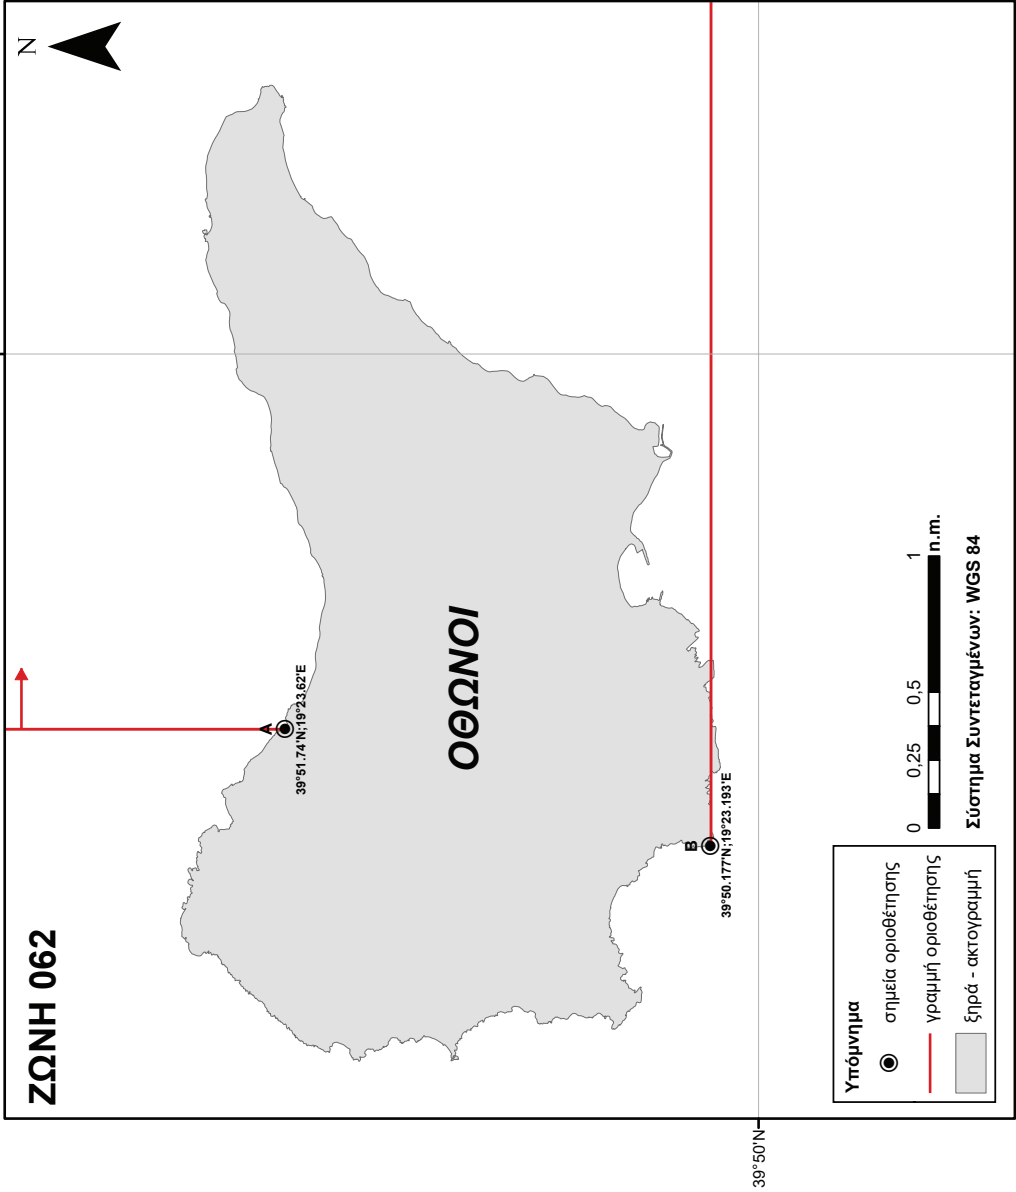 ΖΩΝΗ 062
N
A
39°51.74'N;19°23,62'E
ΟΘΩΝΟΙ
B
39°50.177'N;19°23.193'E
39°50'N
Υπόμνημα
σημεία οριοθέτησης
γραμμή οριοθέτησης
ξηρά - ακτογραμμή
0 0,25 0,5 1
n.m.
Σύστημα Συντεταγμένων: WGS 84